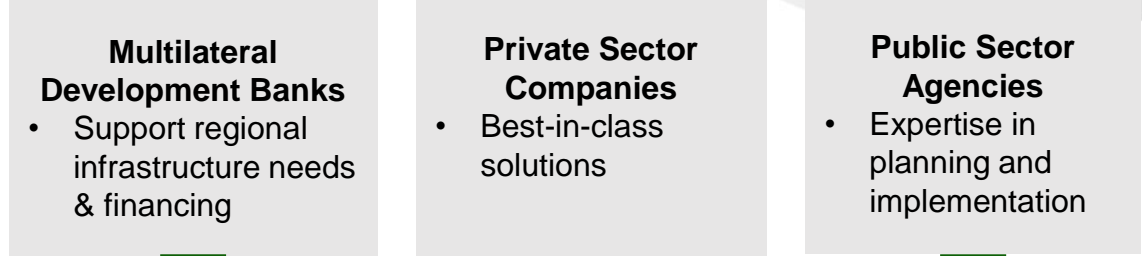 Multilateral
Development Banks
• Support regional
infrastructure needs
& financing
Private Sector
Companies
• Best-in-class
solutions
Public Sector
Agencies
• Expertise in
planning and
implementation